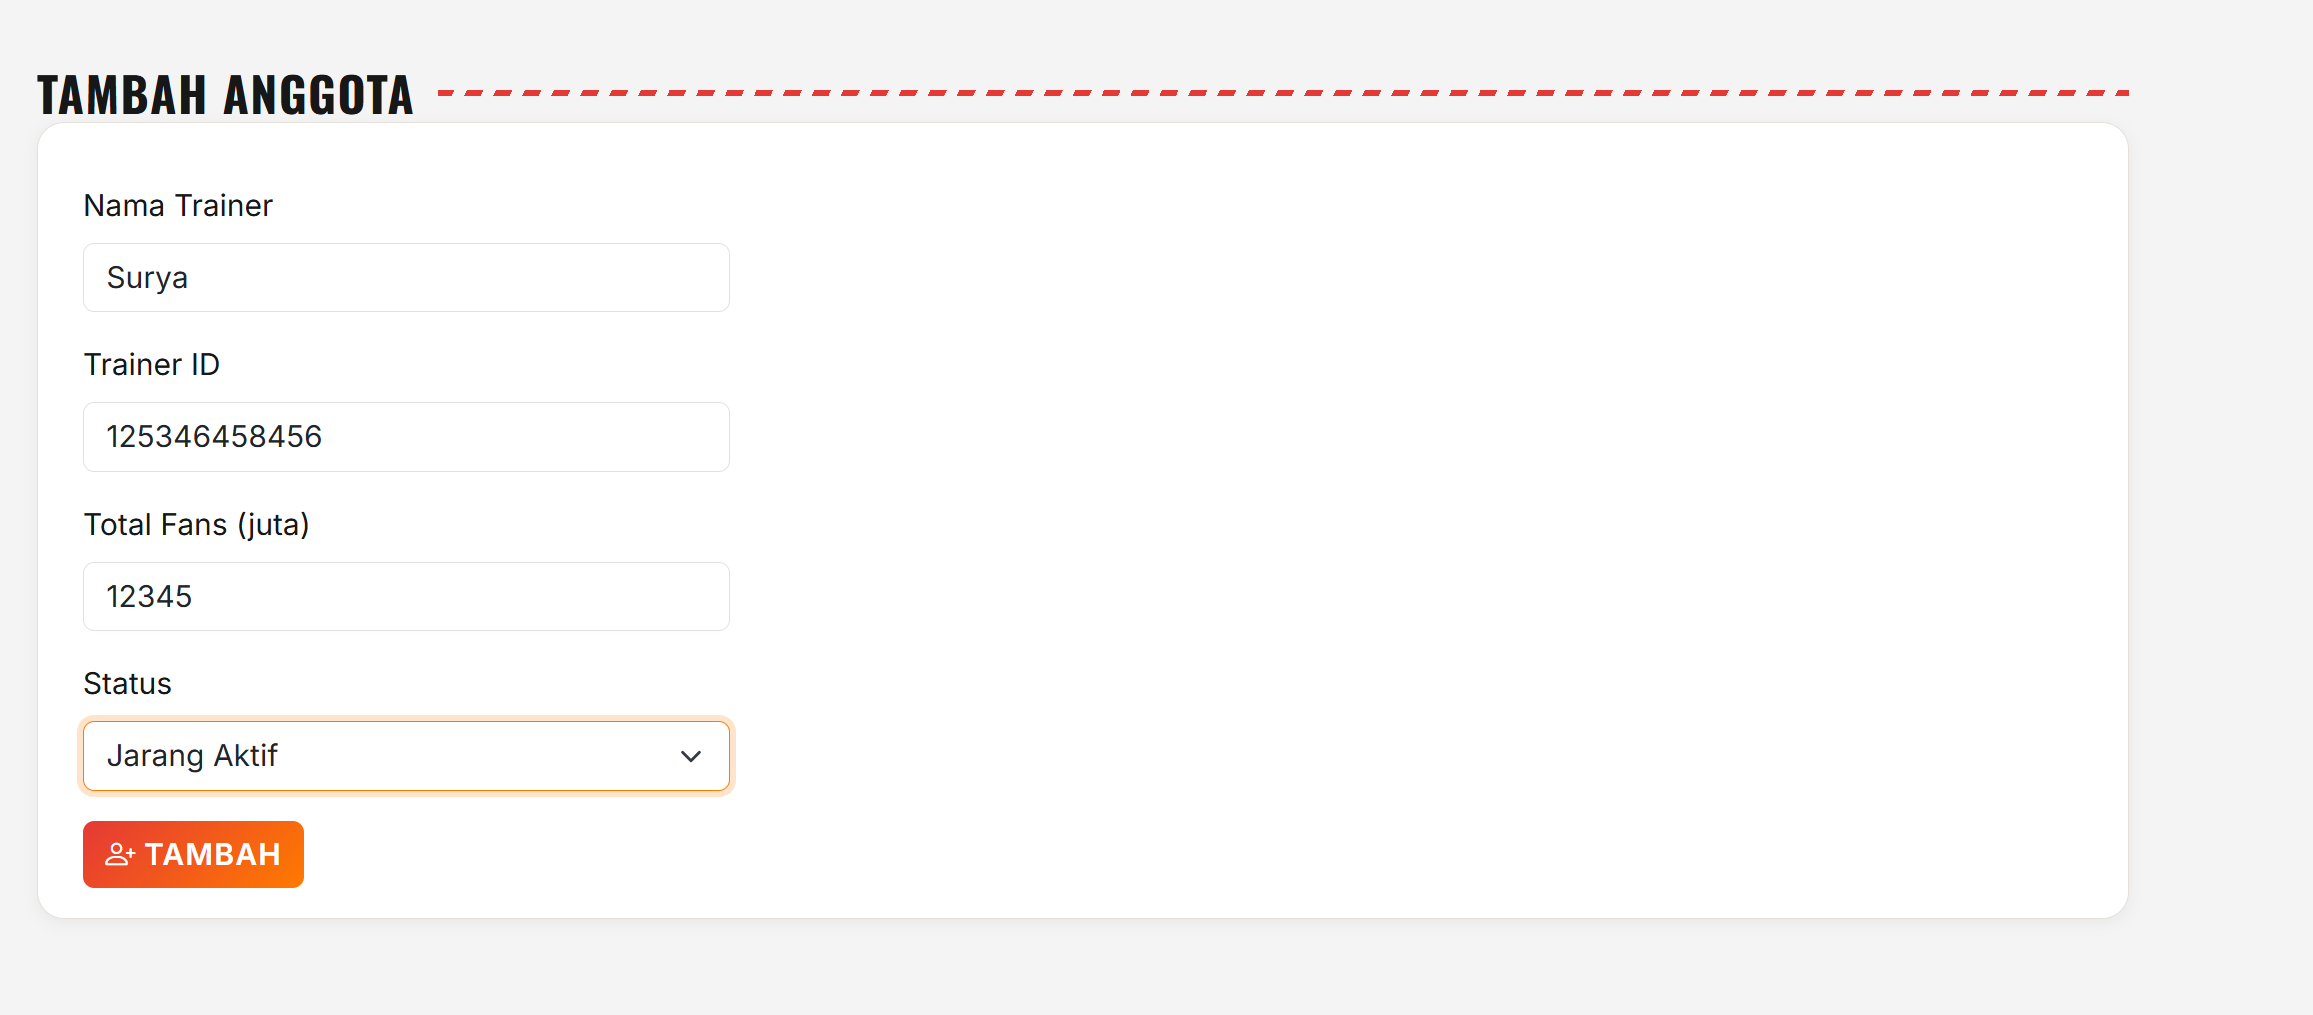 TAMBAH ANGGOTA
Nama Trainer
Surya
Trainer ID
125346458456
Total Fans (juta)
12345
Status
Jarang Aktif
TAMBAH